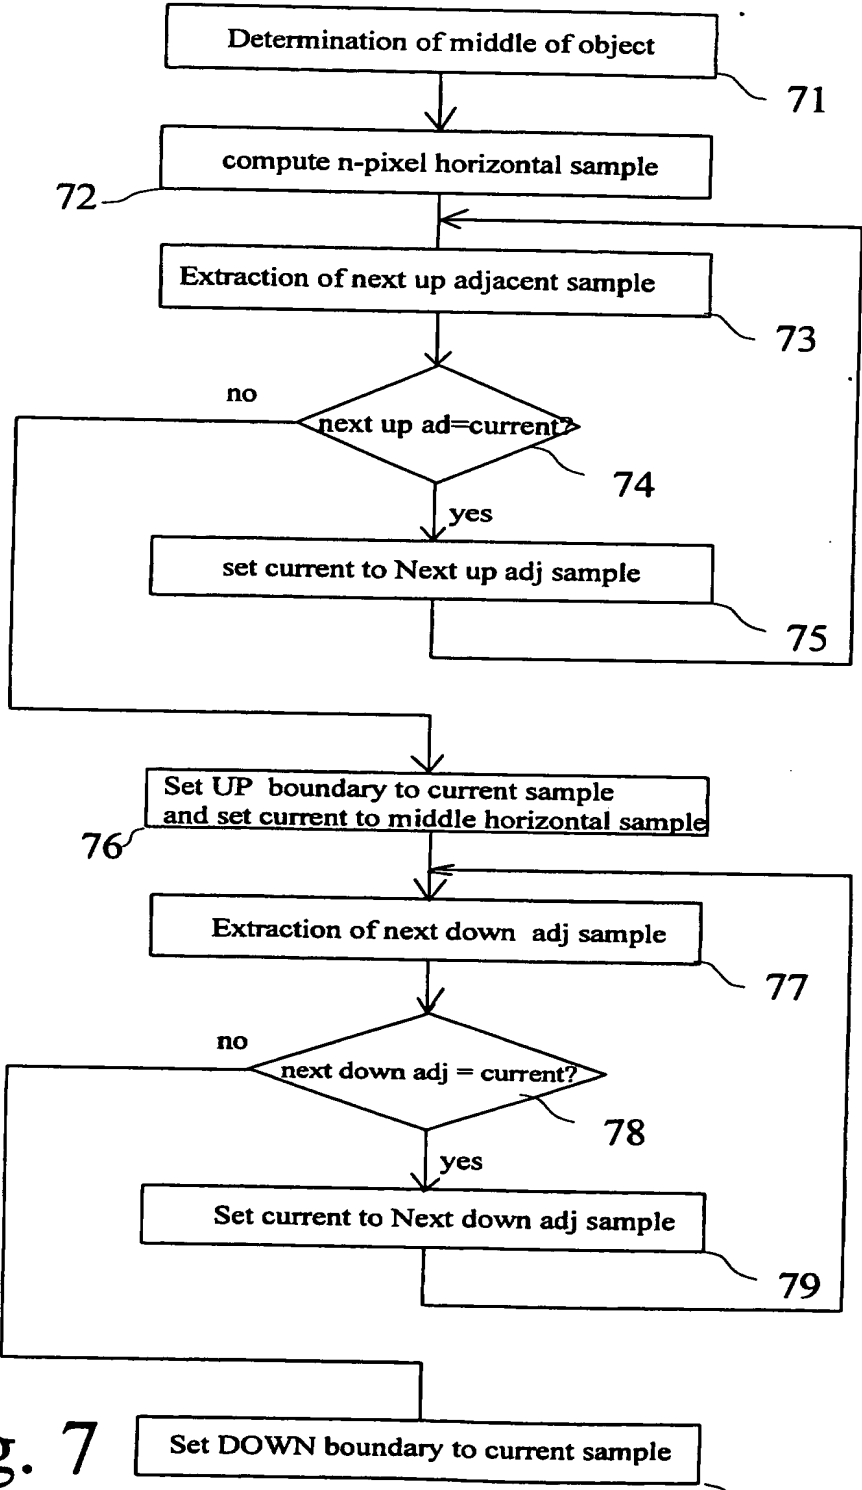 Determination of middle of object
71
compute n-pixel horizontal sample
72
Extraction of next up adjacent sample
73
no
next up ad=current?
74
yes
set current to Next up adj sample
75
Set UP boundary to current sample
and set current to middle horizontal sample
76
Extraction of next down adj sample
77
no
next down adj = current?
78
yes
Set current to Next down adj sample
79
g. 7
Set DOWN boundary to current sample